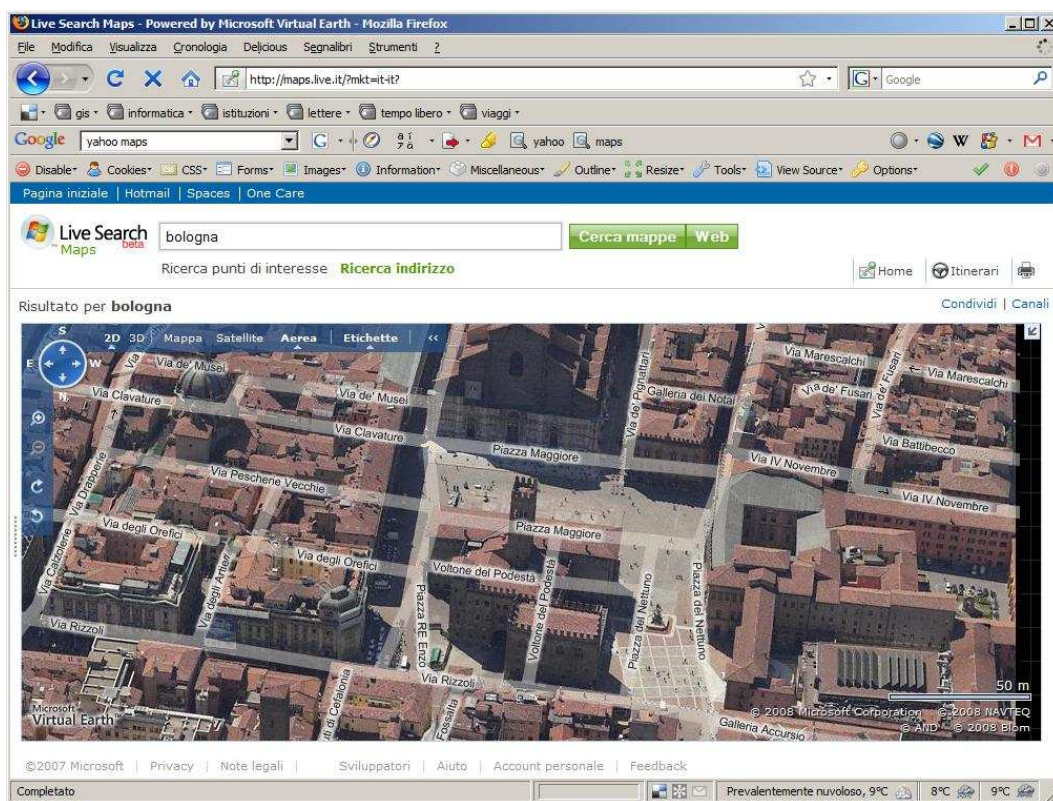 Live Search Maps - Powered by Microsoft Virtual Earth - Mozilla Firefox
File Modifica Visualizza Cronologia Delicious Segnalibri Strumenti ?
http://maps.live.it/?mkt=it-it?
Google
gis informatica istituzioni lettere tempo libero viaggi
Google yahoo maps yahoo maps
Disable Cookies CSS Forms Images Information Miscellaneous Outline Resize Tools View Source Options
Pagina iniziale | Hotmail | Spaces | One Care
Live Search Maps beta
bologna
Cerca mappe Web
Ricerca punti di interesse Ricerca indirizzo
Home Itinerari
Risultato per bologna
Condividi | Canali
S
E W
N
2D 3D Mappa Satellite Aerea Etichette <<
Via de' Musei Via de' Musei
Via Clavature
Via Clavature
Via de' Pignattari
Galleria dei Notai
Via Marescalchi
Via Marescalchi
Via de' Fusari
Via de' Fusari
Via Battibecco
Piazza Maggiore
Via IV Novembre
Via IV Novembre
Via Drapperie
Via Pescherie Vecchie
Piazza Maggiore
Via degli Orefici
Via degli Orefici
Via Calzolerie
Via degli Artieri
Voltone del Podestà
Voltone del Podestà
Piazza RE Enzo
Piazza del Nettuno
Piazza del Nettuno
Via Rizzoli
Via Rizzoli
Galleria Accursio
50 m
Microsoft
Virtual Earth
© 2008 Microsoft Corporation © 2008 NAVTEQ
© AND © 2008 Blom
©2007 Microsoft | Privacy | Note legali | Sviluppatori | Aiuto | Account personale | Feedback
Completato
Prevalentemente nuvoloso, 9°C 8°C 9°C